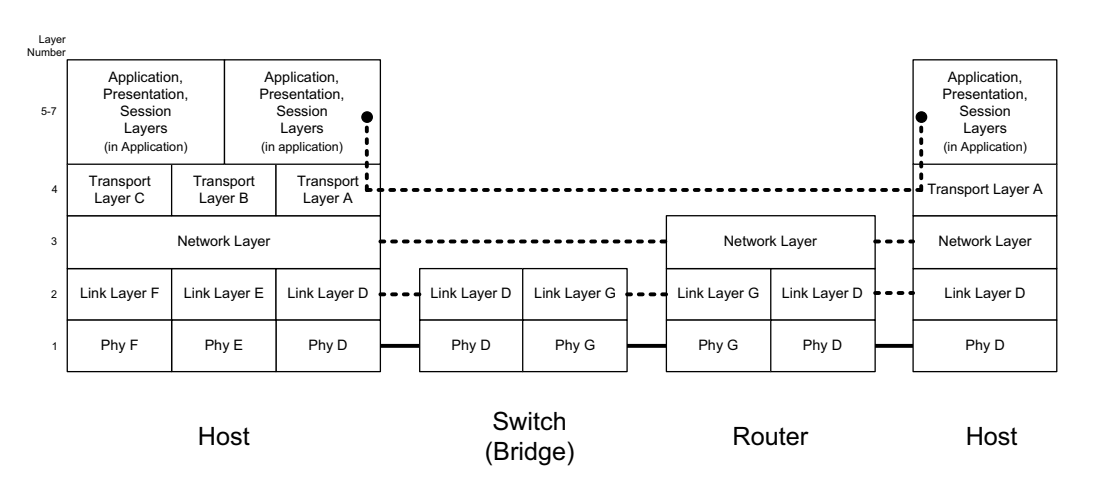 Layer
Number
5-7
Application,
Presentation,
Session
Layers
(in Application)
Application,
Presentation,
Session
Layers
(in application)
Application,
Presentation,
Session
Layers
(in Application)
4
Transport
Layer C
Transport
Layer B
Transport
Layer A
Transport Layer A
3
Network Layer
Network Layer
Network Layer
2
Link Layer F
Link Layer E
Link Layer D
Link Layer D
Link Layer G
Link Layer G
Link Layer D
Link Layer D
1
Phy F
Phy E
Phy D
Phy D
Phy G
Phy G
Phy D
Phy D
Host
Switch
(Bridge)
Router
Host